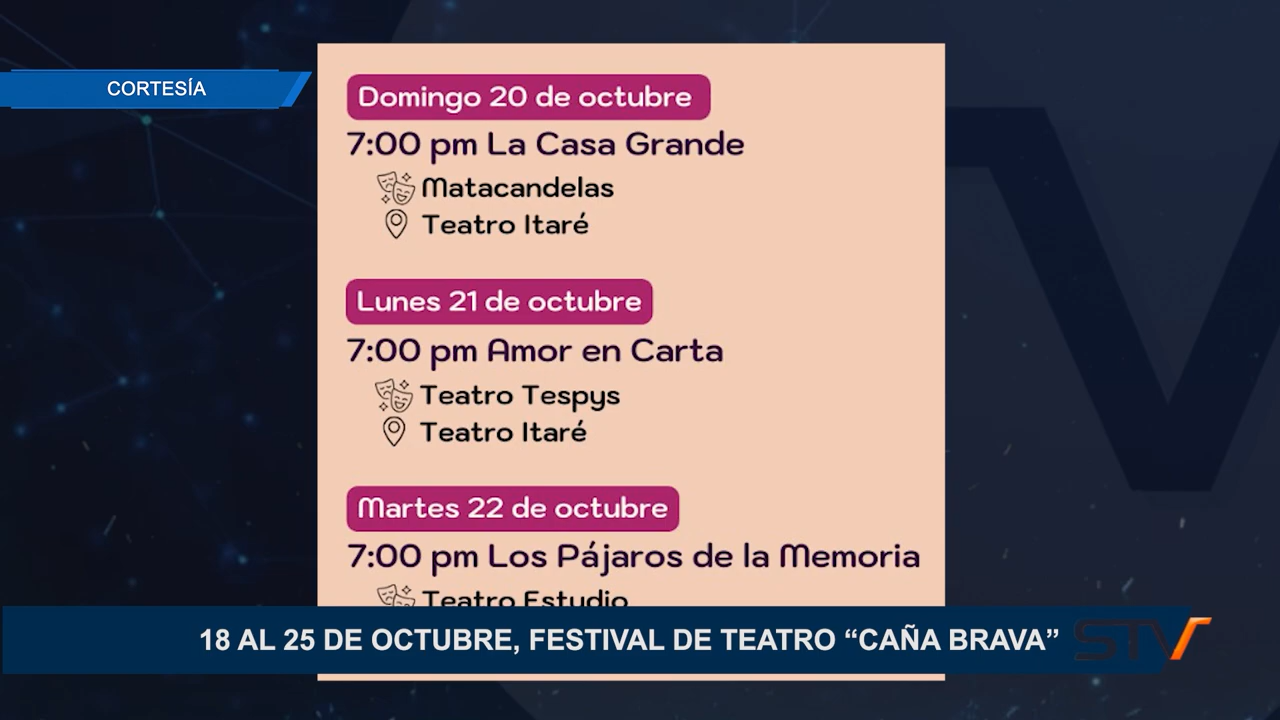 CORTESÍA
Domingo 20 de octubre
7:00 pm La Casa Grande
Matacandelas
Teatro Itaré
Lunes 21 de octubre
7:00 pm Amor en Carta
Teatro Tespys
Teatro Itaré
Martes 22 de octubre
7:00 pm Los Pájaros de la Memoria
Teatro Estudio
18 AL 25 DE OCTUBRE, FESTIVAL DE TEATRO “CAÑA BRAVA”
STV